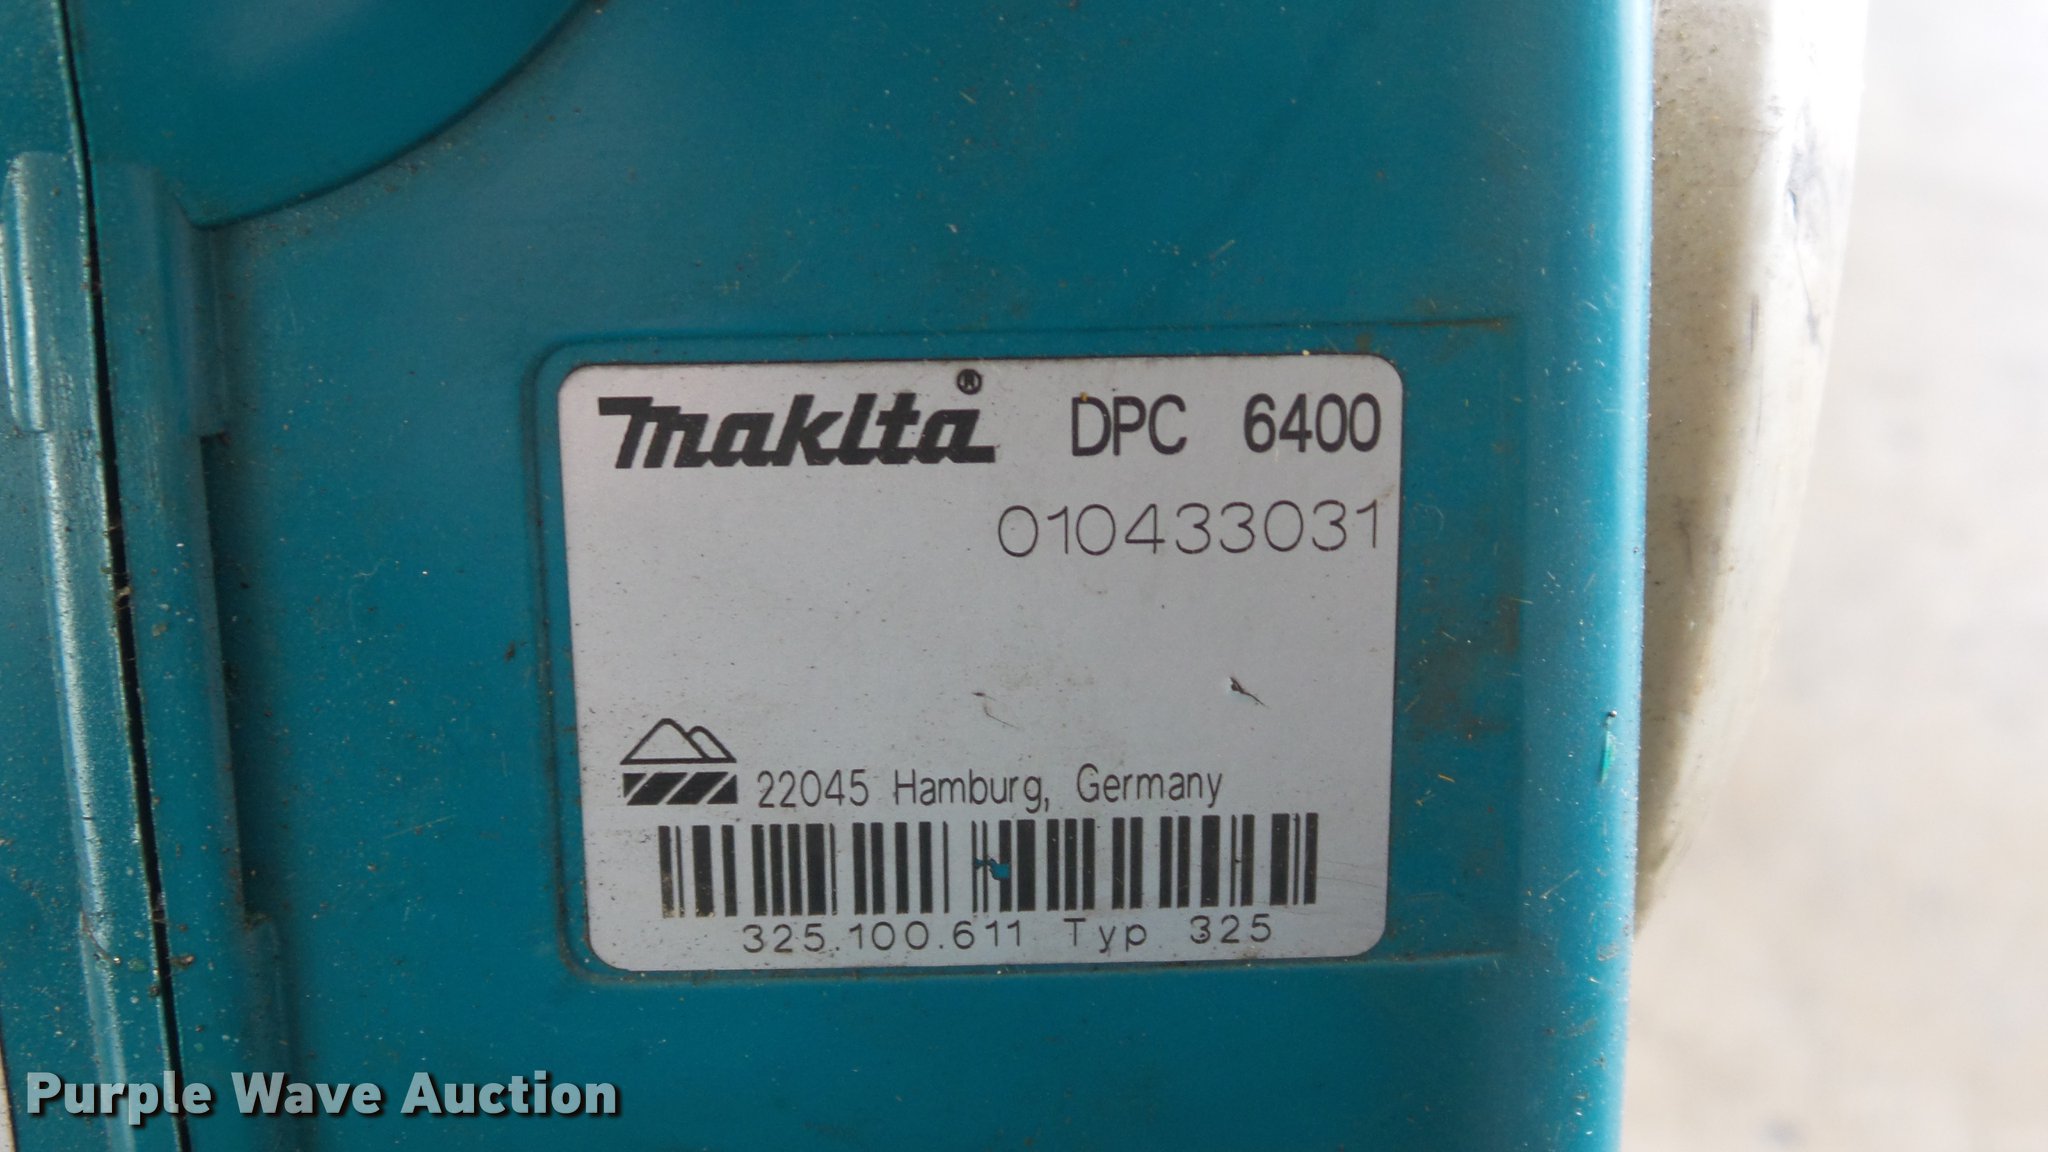 makita® DPC 6400
010433031
22045 Hamburg, Germany
325.100.611 Typ 325
Purple Wave Auction